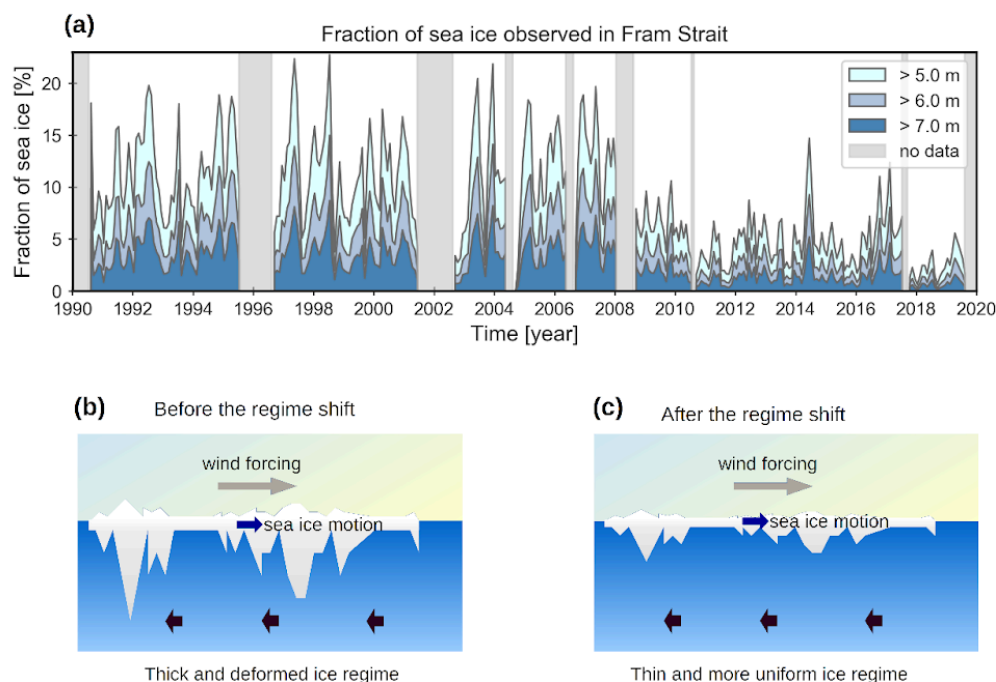 (a)
Fraction of sea ice observed in Fram Strait
Fraction of sea ice [%]
20
15
10
5
0
> 5.0 m
> 6.0 m
> 7.0 m
no data
1990 1992 1994 1996 1998 2000 2002 2004 2006 2008 2010 2012 2014 2016 2018 2020
Time [year]
(b) Before the regime shift
wind forcing
sea ice motion
Thick and deformed ice regime
(c) After the regime shift
wind forcing
sea ice motion
Thin and more uniform ice regime